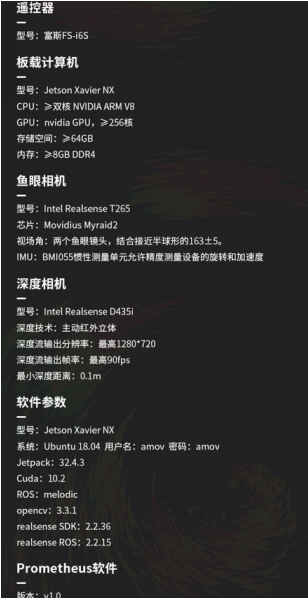 遥控器
型号：富斯FS-i6S
板载计算机
型号：Jetson Xavier NX
CPU：≥双核 NVIDIA ARM V8
GPU：nvidia GPU，≥256核
存储空间：≥64GB
内存：≥8GB DDR4
鱼眼相机
型号：Intel Realsense T265
芯片：Movidius Myraid2
视场角：两个鱼眼镜头，结合接近半球形的163±5。
IMU：BMI055惯性测量单元允许精度测量设备的旋转和加速度
深度相机
型号：Intel Realsense D435i
深度技术：主动红外立体
深度流输出分辨率：最高1280*720
深度流输出帧率：最高90fps
最小深度距离：0.1m
软件参数
型号：Jetson Xavier NX
系统：Ubuntu 18.04 用户名：amov 密码：amov
Jetpack：32.4.3
Cuda：10.2
ROS：melodic
opencv：3.3.1
realsense SDK：2.2.36
realsense ROS：2.2.15
Prometheus软件
版本：v1.0